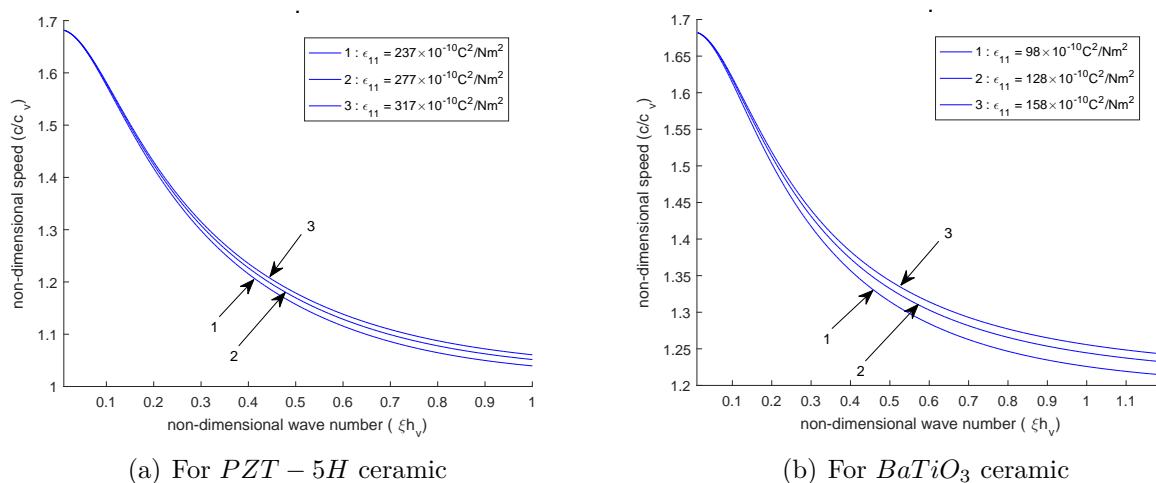 1.7
1.6
1.5
1.4
1.3
1.2
1.1
1
0.1 0.2 0.3 0.4 0.5 0.6 0.7 0.8 0.9 1
non-dimensional speed (c/c_v)
non-dimensional wave number ( ξh_v)
1 : ϵ_11 = 237×10^-10C^2/Nm^2
2 : ϵ_11 = 277×10^-10C^2/Nm^2
3 : ϵ_11 = 317×10^-10C^2/Nm^2
3
1
2
(a) For PZT − 5H ceramic
1.7
1.65
1.6
1.55
1.5
1.45
1.4
1.35
1.3
1.25
1.2
0.1 0.2 0.3 0.4 0.5 0.6 0.7 0.8 0.9 1 1.1
non-dimensional speed (c/c_v)
non-dimensional wave number ( ξh_v)
1 : ϵ_11 = 98×10^-10C^2/Nm^2
2 : ϵ_11 = 128×10^-10C^2/Nm^2
3 : ϵ_11 = 158×10^-10C^2/Nm^2
3
1
2
(b) For BaTiO_3 ceramic